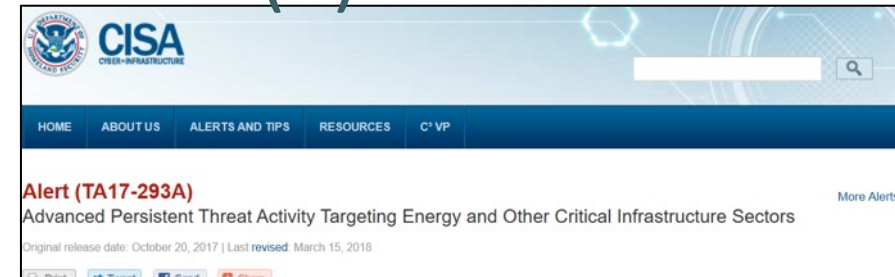 CISA
CYBER+INFRASTRUCTURE
HOME ABOUT US ALERTS AND TIPS RESOURCES C³ VP
Alert (TA17-293A)
More Alerts
Advanced Persistent Threat Activity Targeting Energy and Other Critical Infrastructure Sectors
Original release date: October 20, 2017 | Last revised: March 15, 2018
Print Tweet Send Share